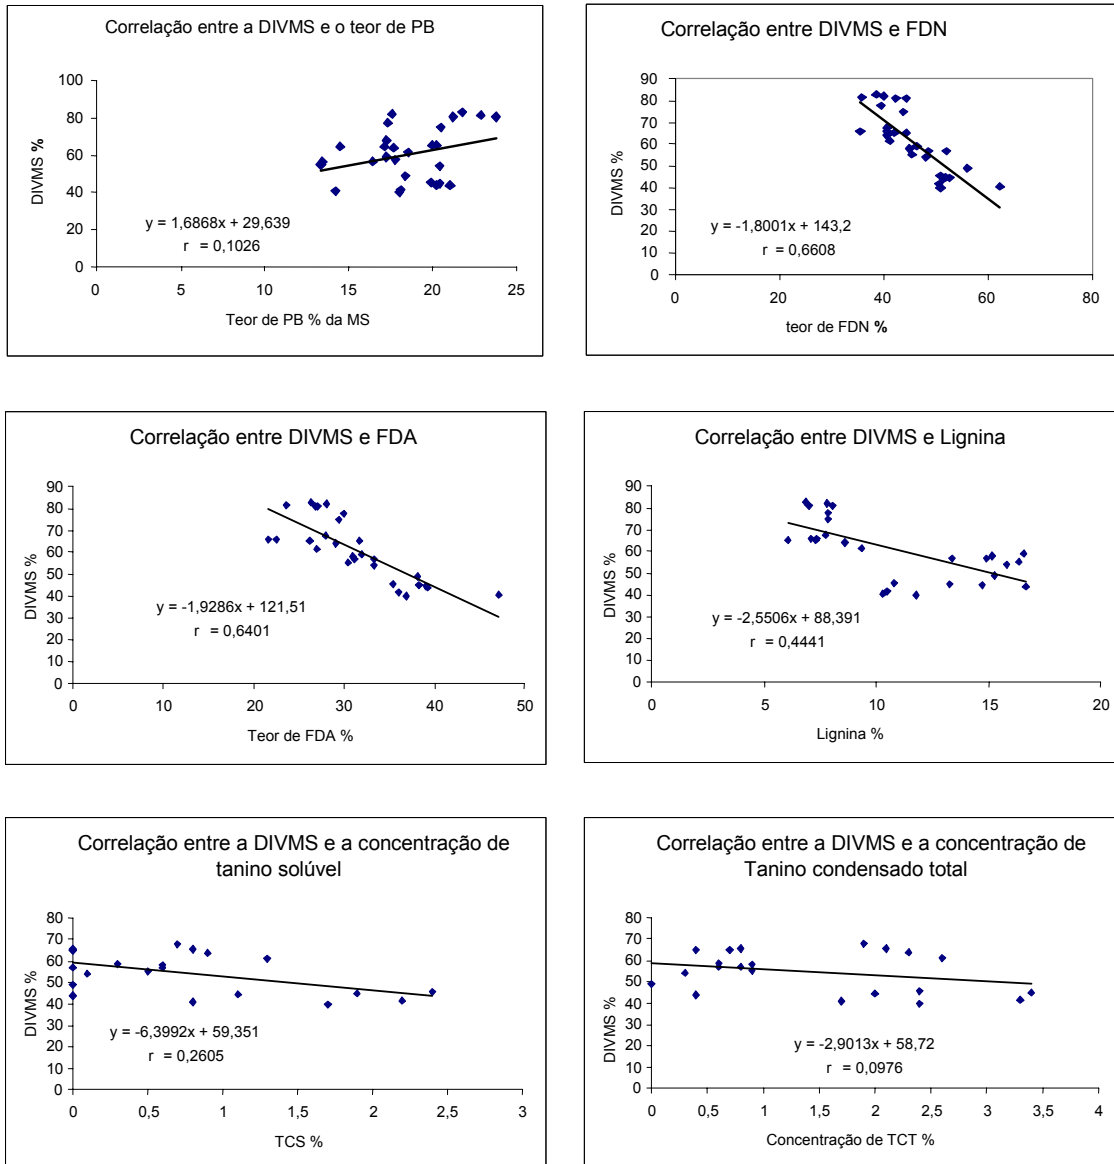 Correlação entre a DIVMS e o teor de PB
100
80
60
40
20
0
DIVMS %
y = 1,6868x + 29,639
r = 0,1026
0 5 10 15 20 25
Teor de PB % da MS
Correlação entre DIVMS e FDN
90
80
70
60
50
40
30
20
10
0
DIVMS %
y = -1,8001x + 143,2
r = 0,6608
0 20 40 60 80
teor de FDN %
Correlação entre DIVMS e FDA
90
80
70
60
50
40
30
20
10
0
DIVMS %
y = -1,9286x + 121,51
r = 0,6401
0 10 20 30 40 50
Teor de FDA %
Correlação entre DIVMS e Lignina
90
80
70
60
50
40
30
20
10
0
DIVMS %
y = -2,5506x + 88,391
r = 0,4441
0 5 10 15 20
Lignina %
Correlação entre a DIVMS e a concentração de
tanino solúvel
80
70
60
50
40
30
20
10
0
DIVMS %
y = -6,3992x + 59,351
r = 0,2605
0 0,5 1 1,5 2 2,5 3
TCS %
Correlação entre a DIVMS e a concentração de
Tanino condensado total
80
70
60
50
40
30
20
10
0
DIVMS %
y = -2,9013x + 58,72
r = 0,0976
0 0,5 1 1,5 2 2,5 3 3,5 4
Concentração de TCT %